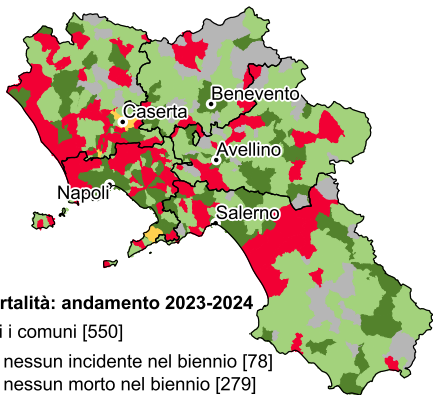 Benevento
Caserta
Avellino
Napoli
Salerno
rtalità: andamento 2023-2024
i i comuni [550]
nessun incidente nel biennio [78]
nessun morto nel biennio [279]